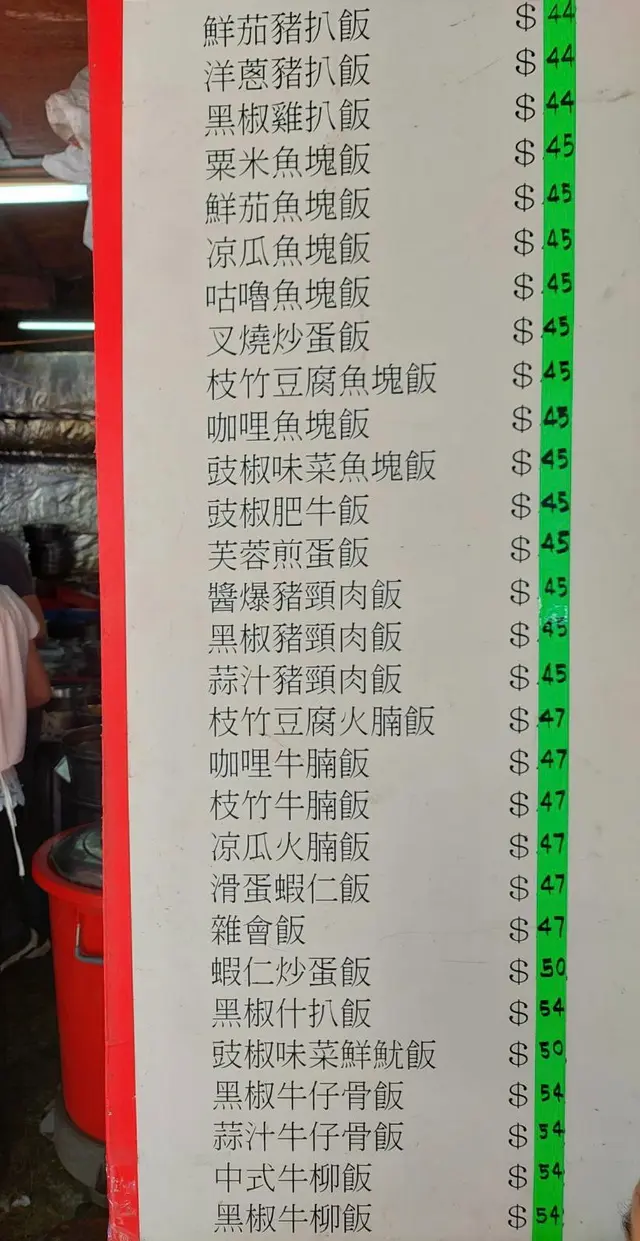 鮮茄豬扒飯 $44
洋蔥豬扒飯 $44
黑椒雞扒飯 $44
粟米魚塊飯 $45
鮮茄魚塊飯 $45
凉瓜魚塊飯 $45
咕嚕魚塊飯 $45
叉燒炒蛋飯 $45
枝竹豆腐魚塊飯 $45
咖哩魚塊飯 $45
豉椒味菜魚塊飯 $45
豉椒肥牛飯 $45
芙蓉煎蛋飯 $45
醬爆豬頸肉飯 $45
黑椒豬頸肉飯 $45
蒜汁豬頸肉飯 $45
枝竹豆腐火腩飯 $47
咖哩牛腩飯 $47
枝竹牛腩飯 $47
凉瓜火腩飯 $47
滑蛋蝦仁飯 $47
雜會飯 $47
蝦仁炒蛋飯 $50
黑椒什扒飯 $54
豉椒味菜鮮魷飯 $50
黑椒牛仔骨飯 $54
蒜汁牛仔骨飯 $54
中式牛柳飯 $54
黑椒牛柳飯 $54